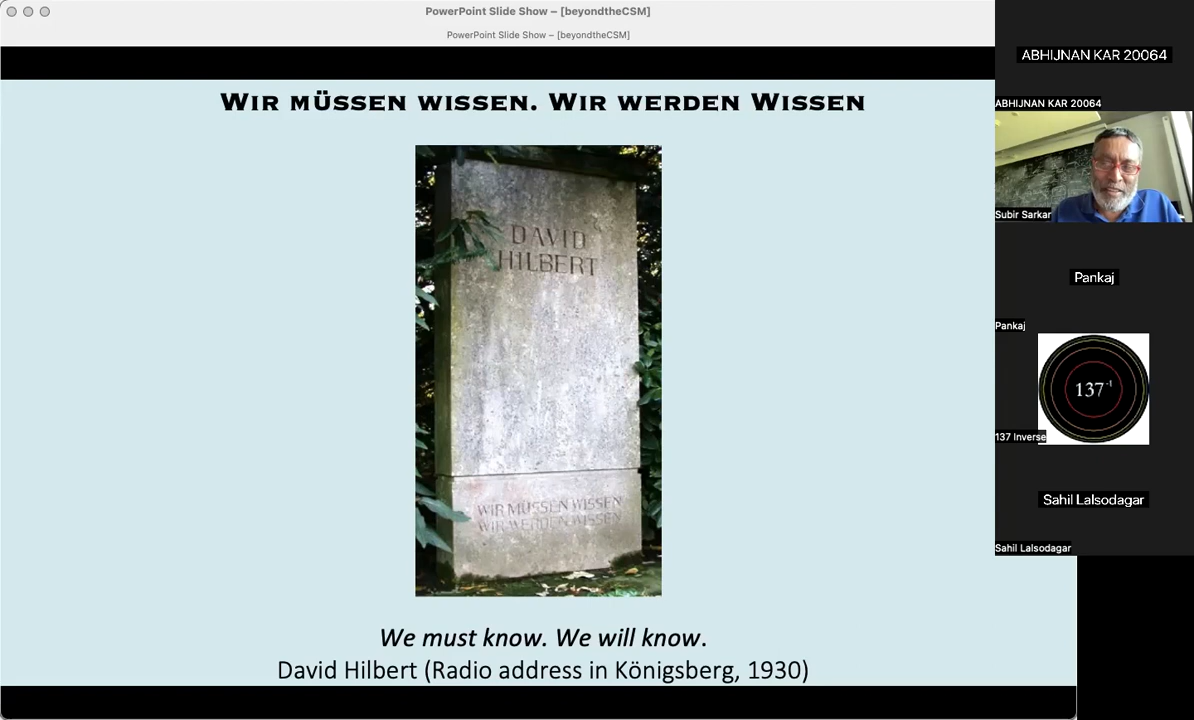 PowerPoint Slide Show – [beyondtheCSM]
PowerPoint Slide Show – [beyondtheCSM]
WIR MÜSSEN WISSEN. WIR WERDEN WISSEN
DAVID
HILBERT
WIR MÜSSEN WISSEN
WIR WERDEN WISSEN
We must know. We will know.
David Hilbert (Radio address in Königsberg, 1930)
ABHIJNAN KAR 20064
ABHIJNAN KAR 20064
Subir Sarkar
Pankaj
Pankaj
137⁻¹
137 Inverse
Sahil Lalsodagar
Sahil Lalsodagar